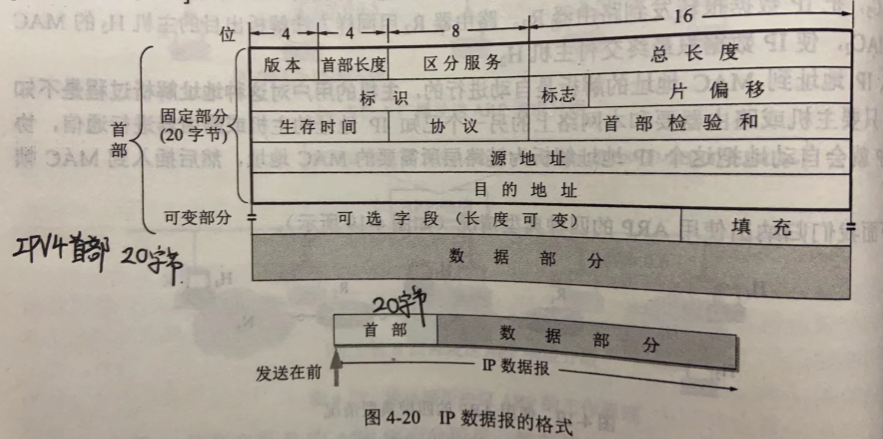 位 4 4 8 16
版本 首部长度 区分服务 总长度
标识 标志 片偏移
固定部分
(20字节)
首部
生存时间 协议 首部检验和
源地址
目的地址
可变部分 可选字段(长度可变) 填充
IPV4首部 20字节
数据部分
20字节
首部 数据部分
发送在前 IP数据报
图4-20 IP数据报的格式